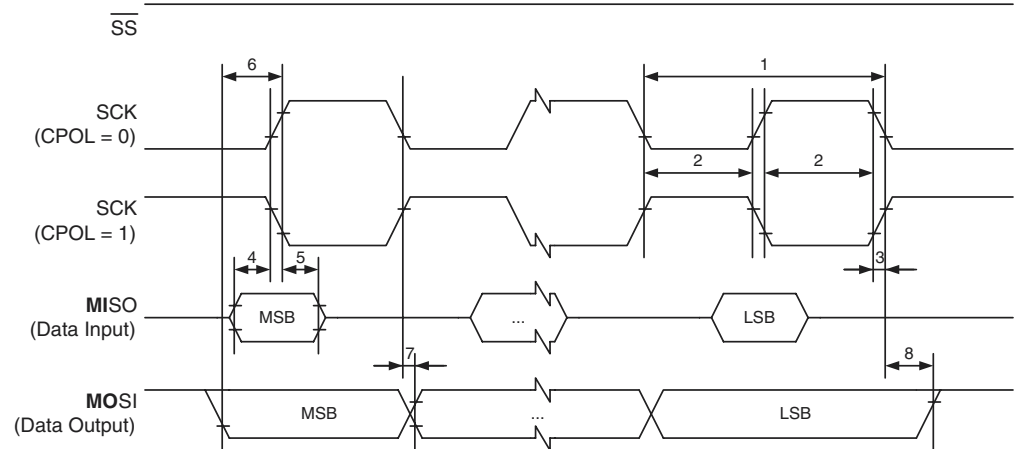 SS
6
1
SCK
(CPOL = 0)
2
2
SCK
(CPOL = 1)
4
5
3
MISO
(Data Input)
MSB
...
LSB
7
8
MOSI
(Data Output)
MSB
...
LSB